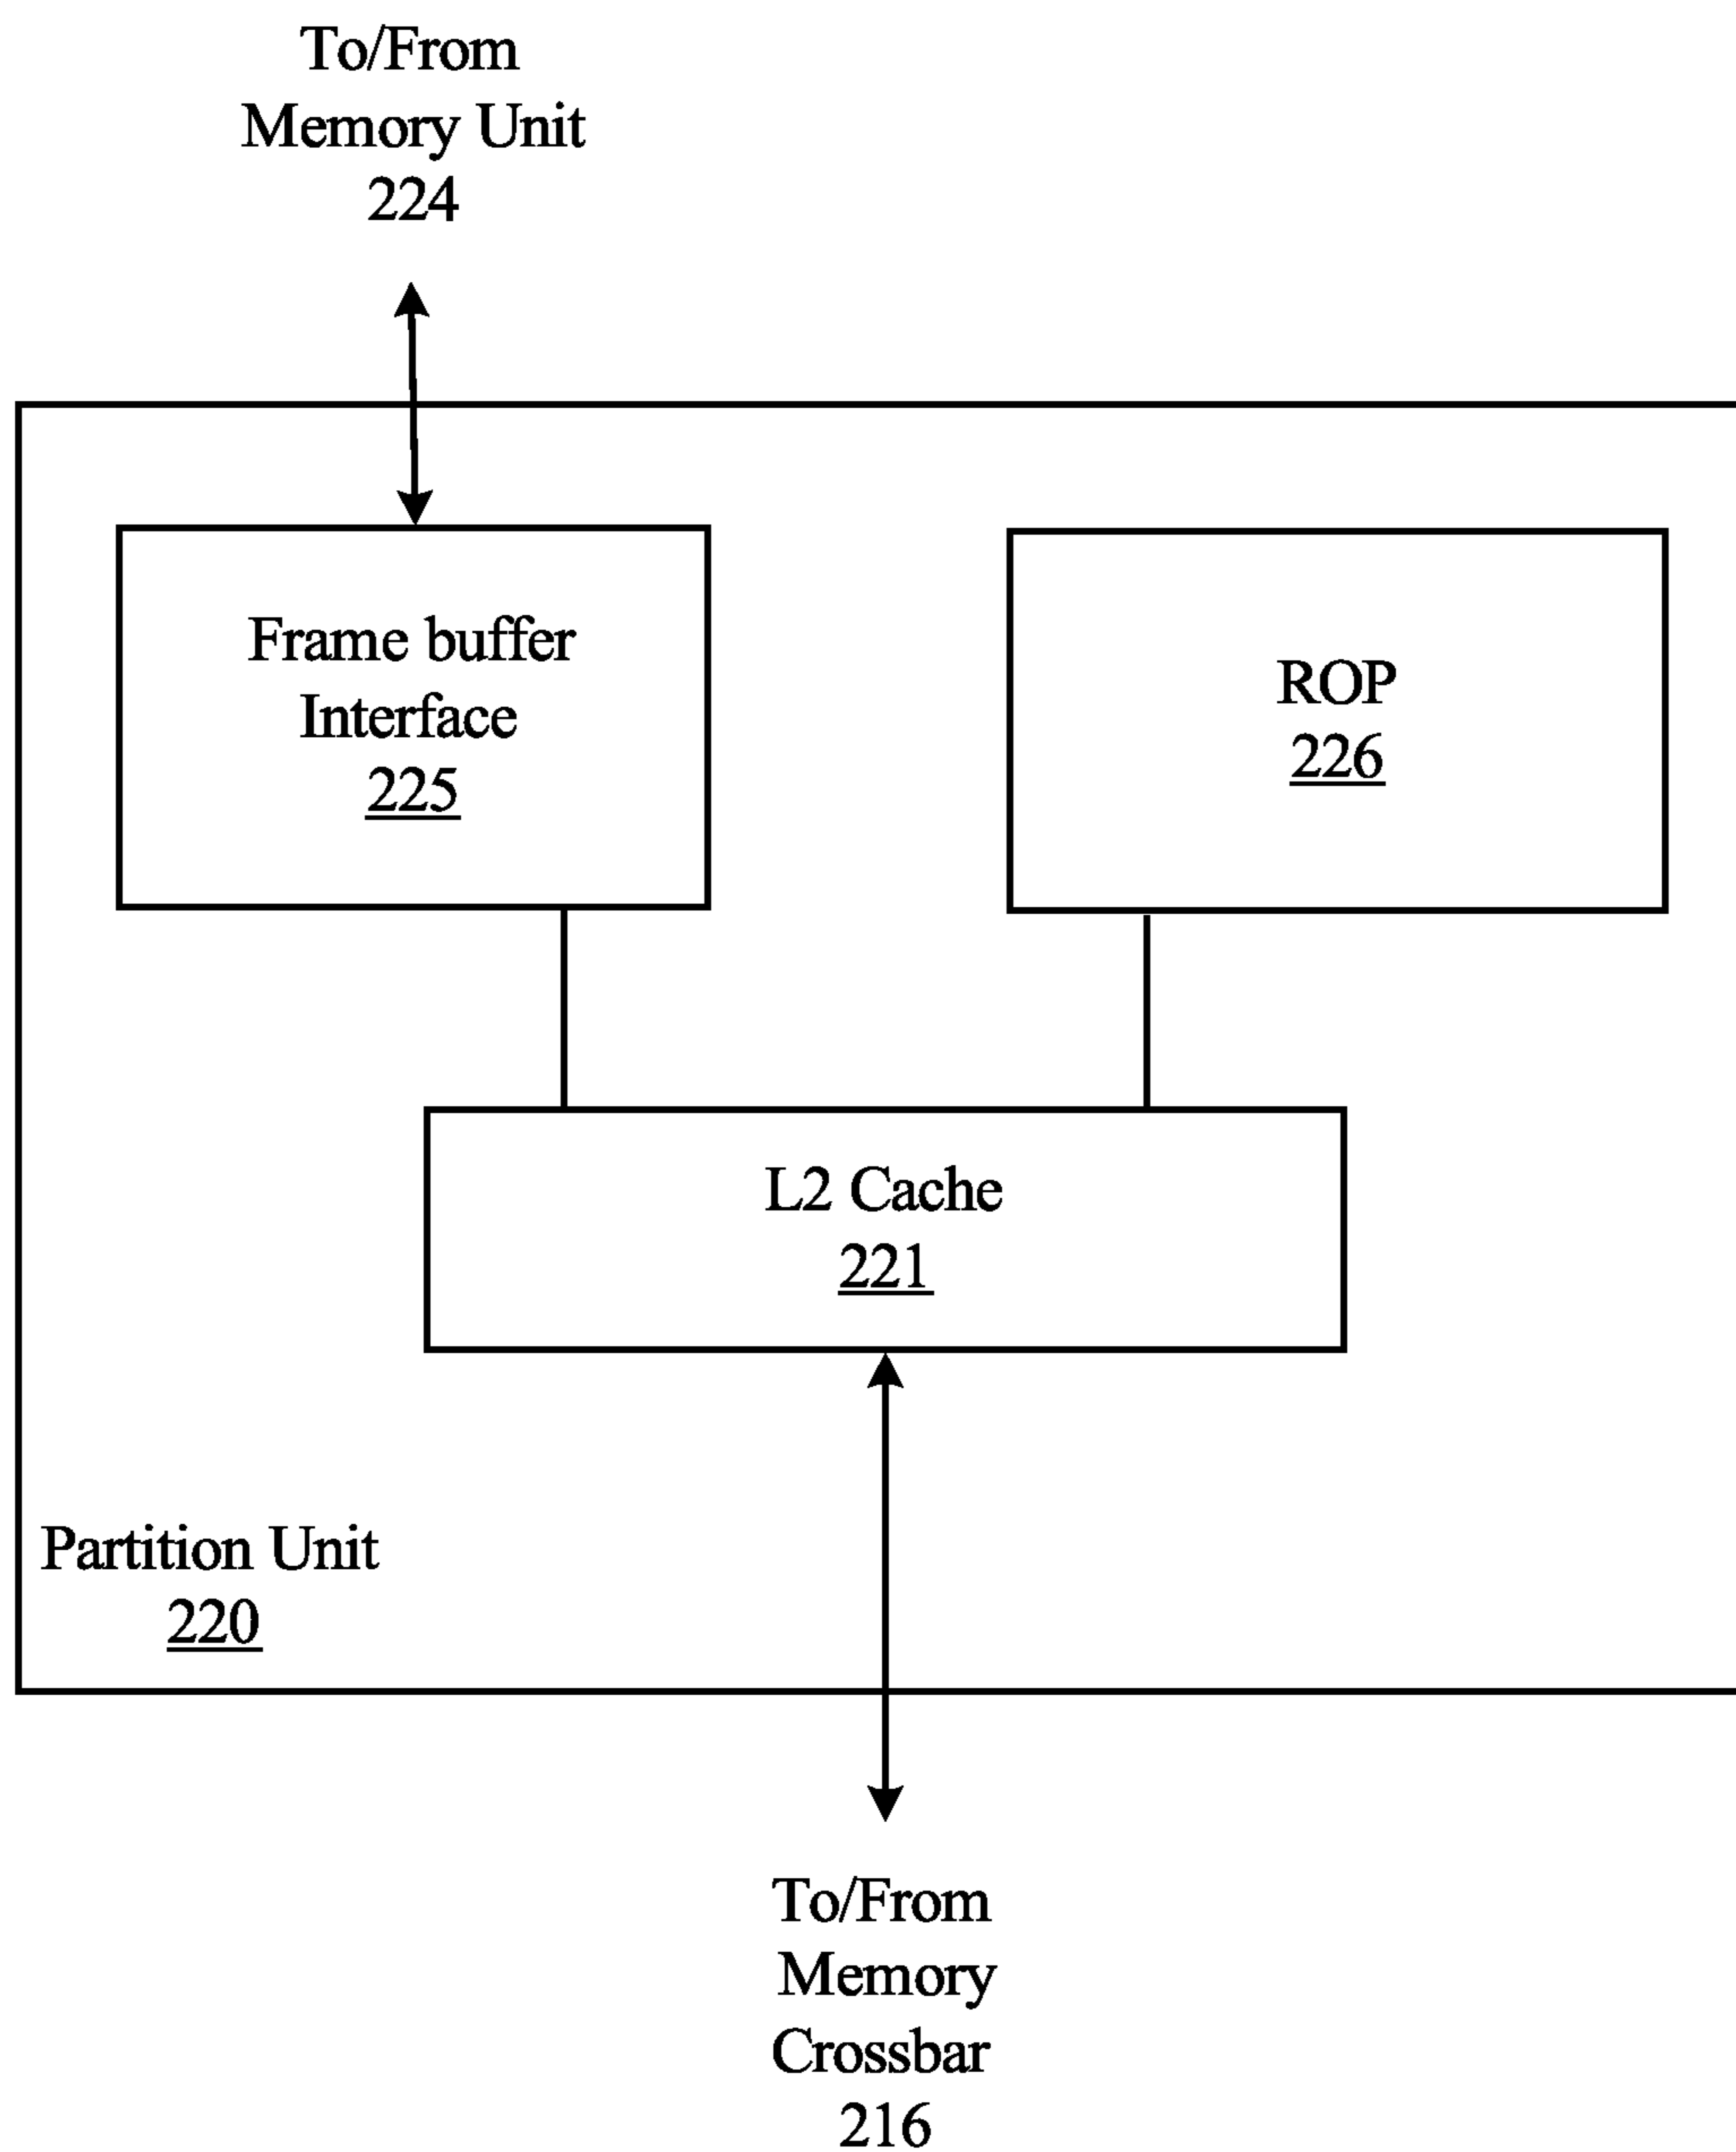 To/From
Memory Unit
224
Frame buffer
Interface
225
ROP
226
L2 Cache
221
Partition Unit
220
To/From
Memory
Crossbar
216